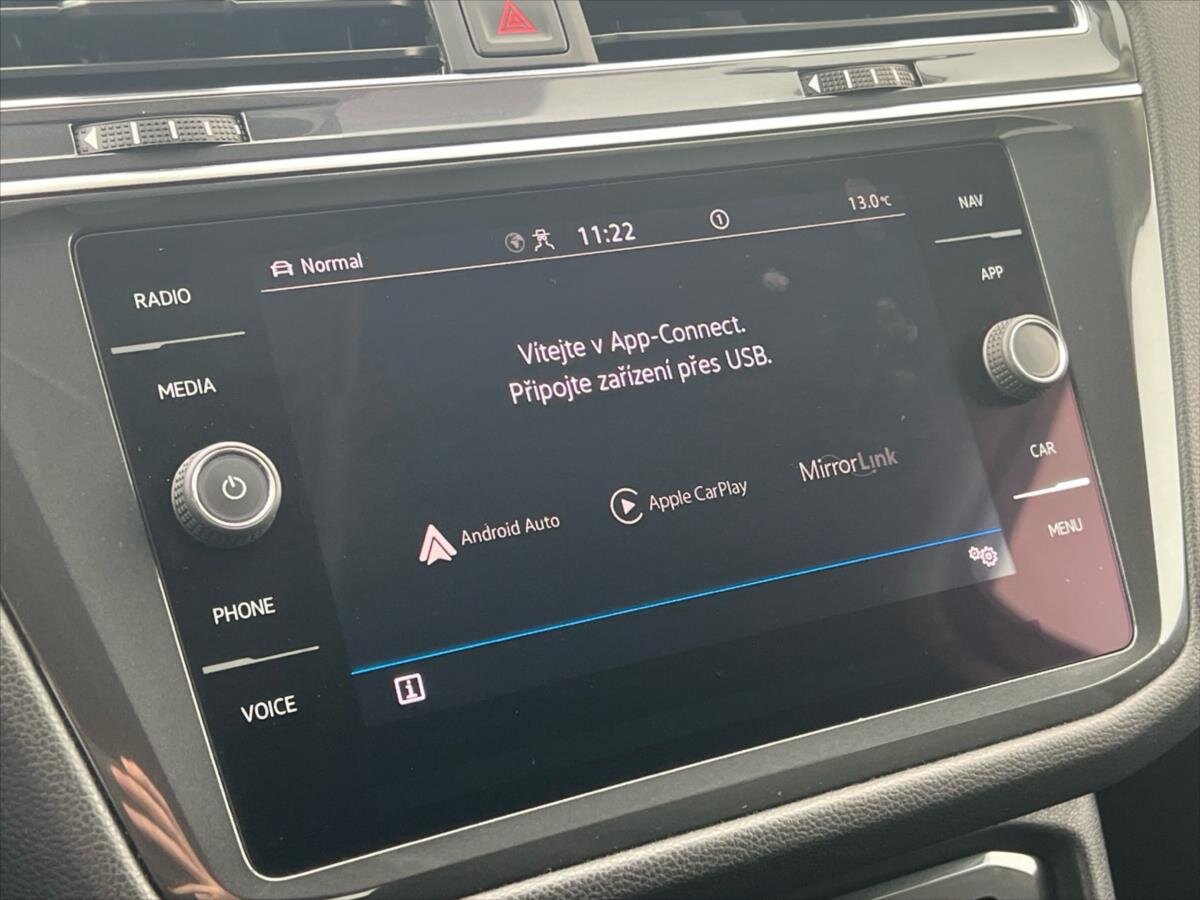 Normal 11:22 1 13.0°C
NAV
RADIO
APP
Vítejte v App-Connect.
Připojte zařízení přes USB.
MEDIA
CAR
Android Auto Apple CarPlay MirrorLink
MENU
PHONE
VOICE